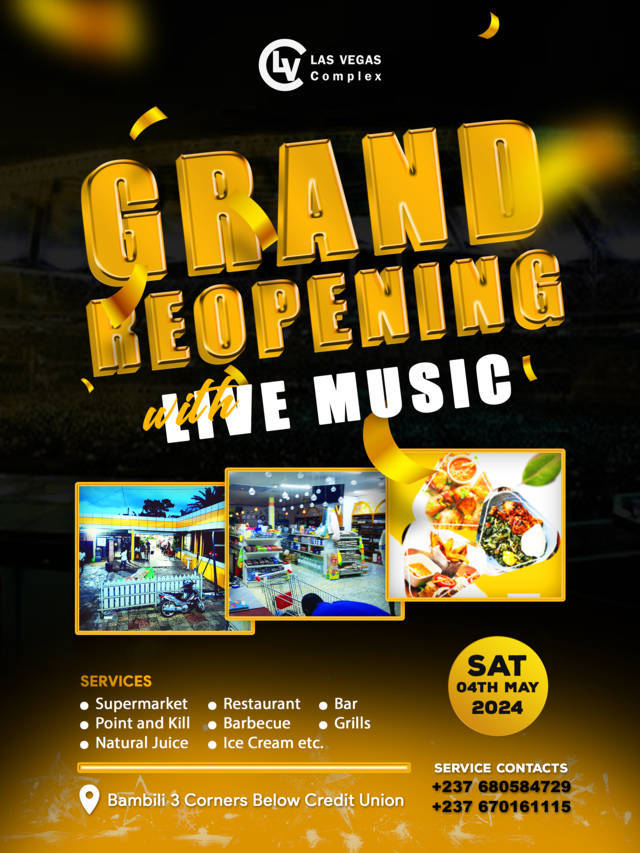 LV
LAS VEGAS
Complex
GRAND
REOPENING
with LIVE MUSIC
SERVICES
Supermarket
Restaurant
Bar
Point and Kill
Barbecue
Grills
Natural Juice
Ice Cream etc.
SAT
04TH MAY
2024
Bambili 3 Corners Below Credit Union
SERVICE CONTACTS
+237 680584729
+237 670161115